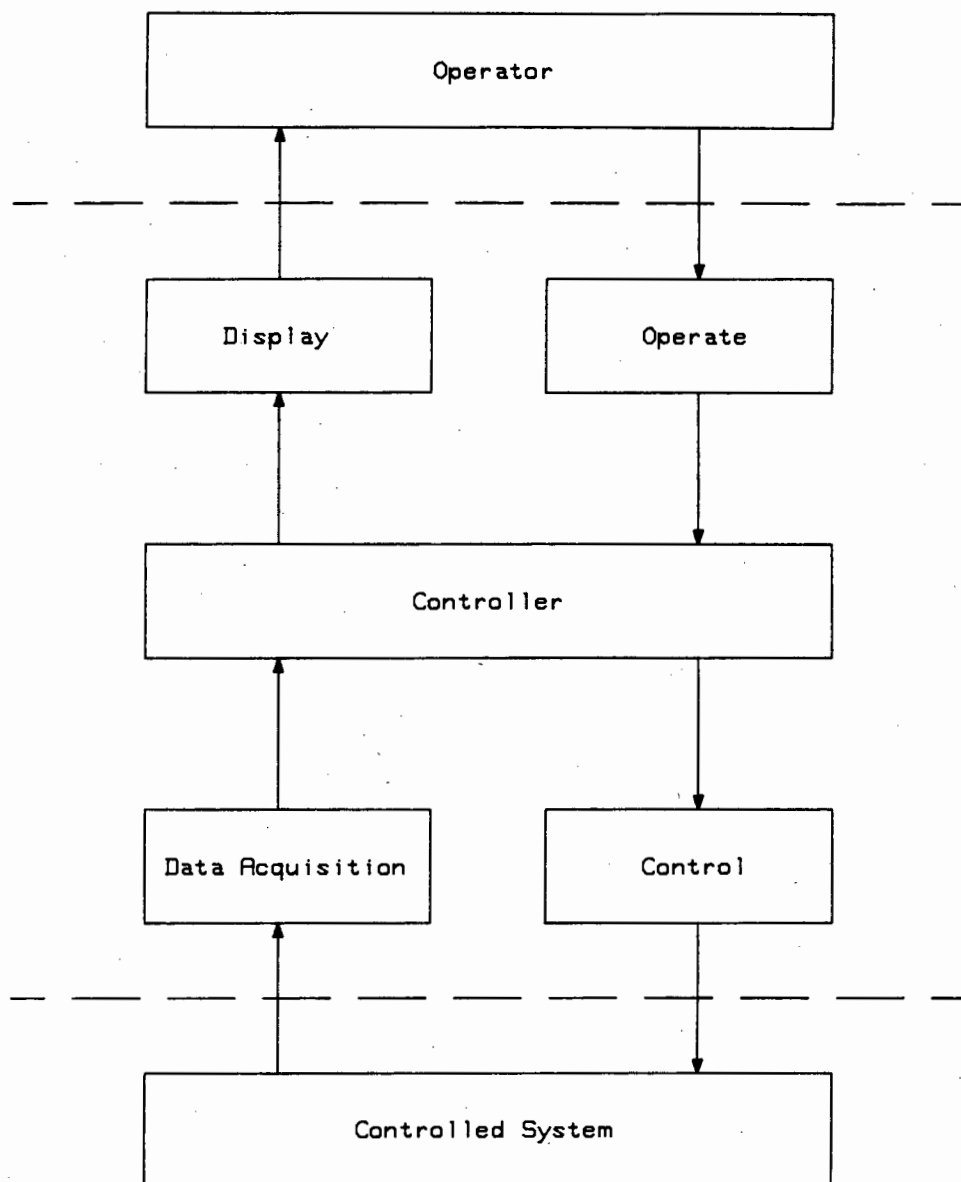 Operator
Display
Operate
Controller
Data Acquisition
Control
Controlled System